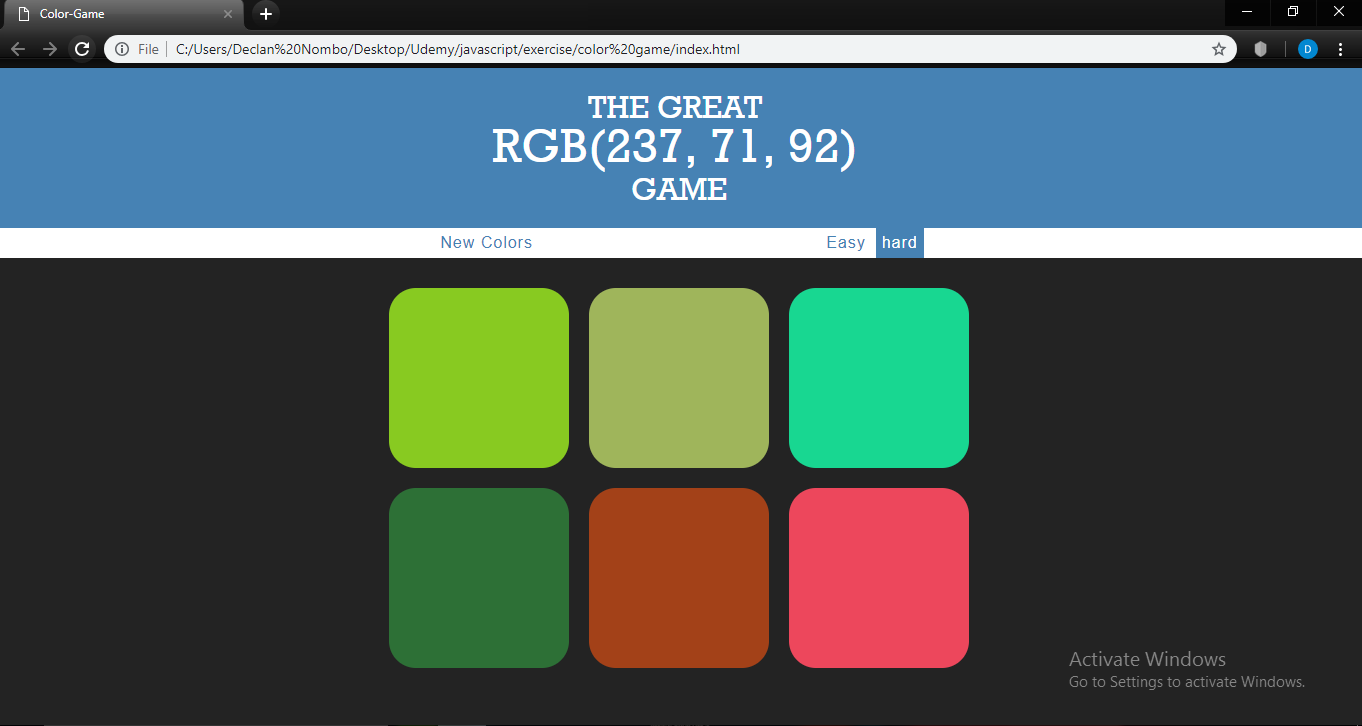 Color-Game
File
C:/Users/Declan%20Nombo/Desktop/Udemy/javascript/exercise/color%20game/index.html
D
THE GREAT
RGB(237, 71, 92)
GAME
New Colors
Easy
hard
Activate Windows
Go to Settings to activate Windows.